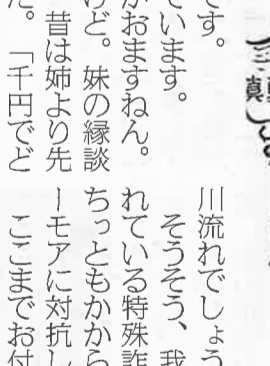 です。
ています。
がおますねん。
けど。妹の縁談
昔は姉より先
た。「千円でど
川流れでしょう
そうそう、我
れている特殊詐
ちっともかから
ーモアに対抗し
ここまでお付